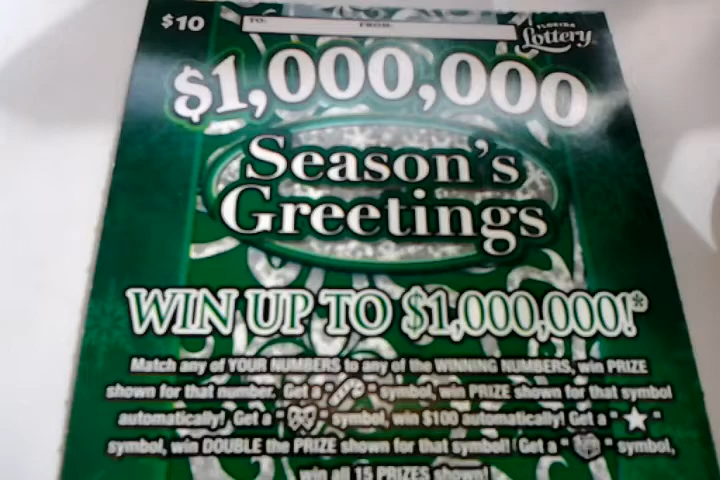 $10
TO: FROM:
FLORIDA
Lottery
$1,000,000
Season's
Greetings
WIN UP TO $1,000,000!*
Match any of YOUR NUMBERS to any of the WINNING NUMBERS, win PRIZE
shown for that number. Get a " " symbol, win PRIZE shown for that symbol
automatically! Get a " " symbol, win $100 automatically! Get a " ★ "
symbol, win DOUBLE the PRIZE shown for that symbol! Get a " " symbol,
win all 15 PRIZES shown!